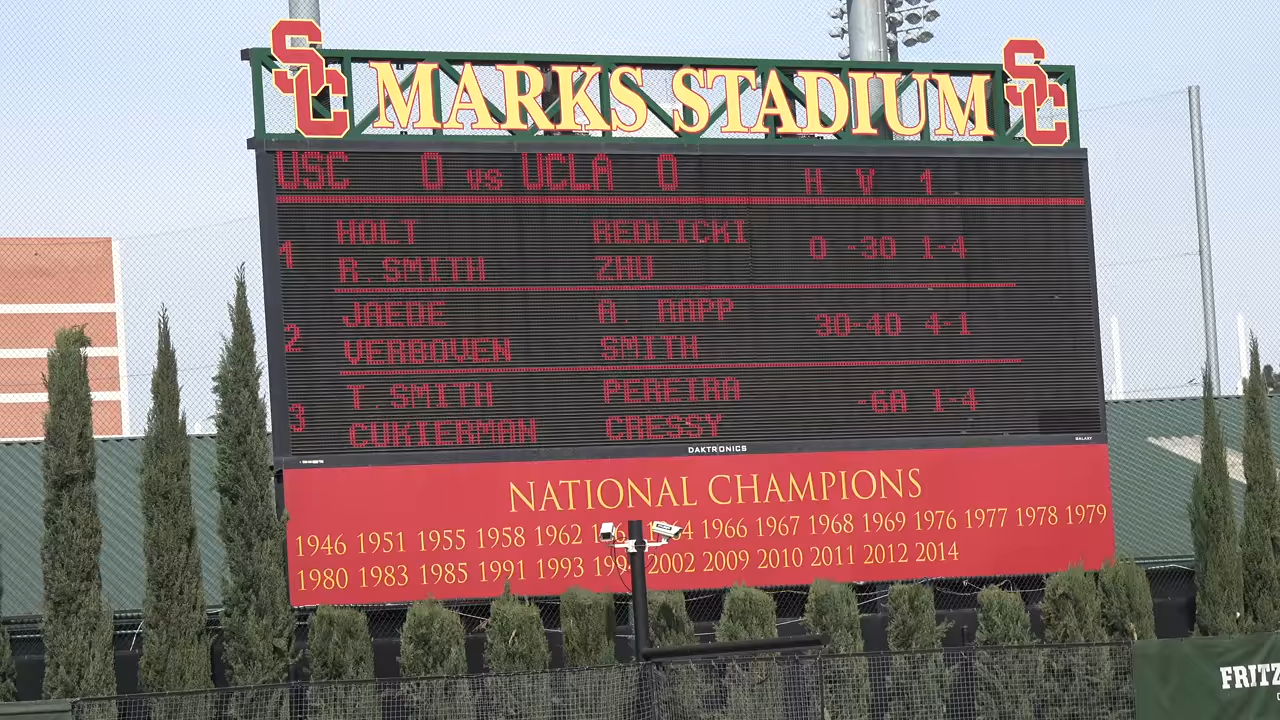 SC MARKS STADIUM SC
USC 0 vs UCLA 0 H V 1
1 HOLT REDLICKI 0 -30 1-4
R.SMITH ZHU
2 JAEDE A. RAPP 30-40 4-1
VERBOVEN SMITH
3 T.SMITH PEREIRA -6A 1-4
CUKIERMAN CRESSY
DAKTRONICS
GALAXY
NATIONAL CHAMPIONS
1946 1951 1955 1958 1962 1966 1967 1968 1969 1976 1977 1978 1979
1980 1983 1985 1991 1993 1994 2002 2009 2010 2011 2012 2014
FRITZ